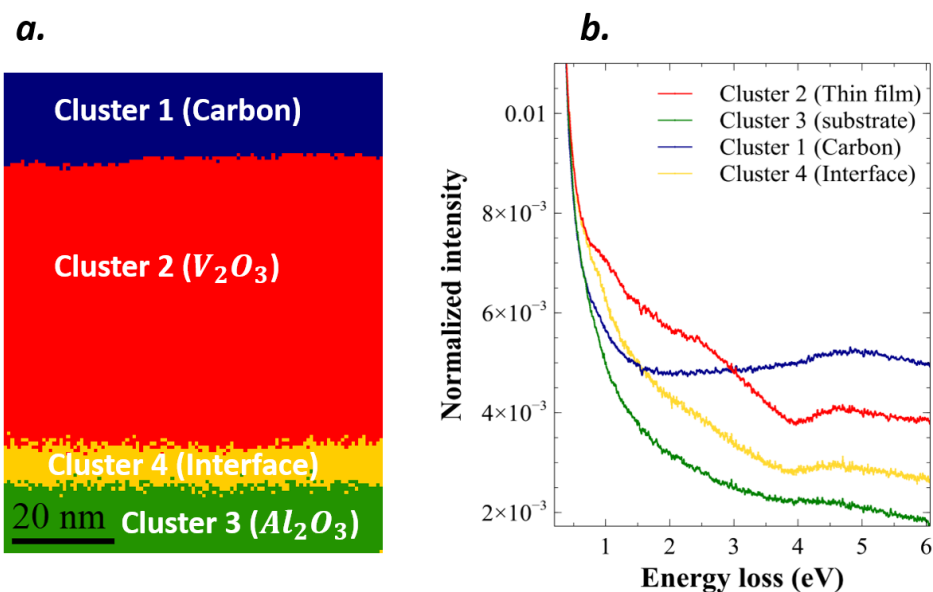 a.
Cluster 1 (Carbon)
Cluster 2 (V₂O₃)
Cluster 4 (Interface)
20 nm
Cluster 3 (Al₂O₃)
b.
Cluster 2 (Thin film)
Cluster 3 (substrate)
Cluster 1 (Carbon)
Cluster 4 (Interface)
0.01
8×10⁻³
6×10⁻³
4×10⁻³
2×10⁻³
Normalized intensity
1 2 3 4 5 6
Energy loss (eV)